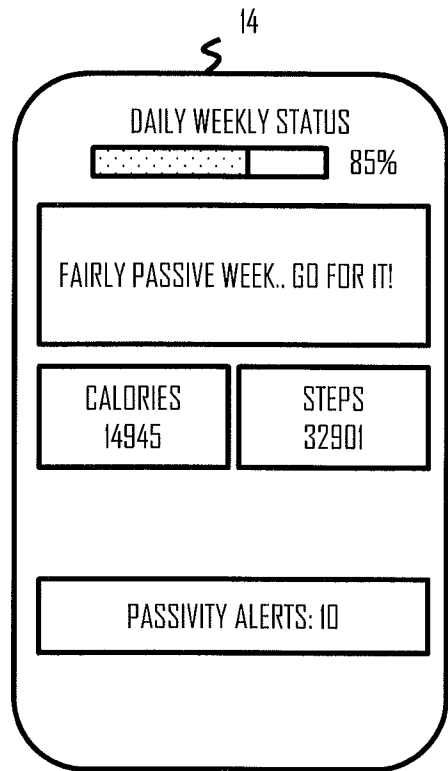 14
DAILY WEEKLY STATUS
85%
FAIRLY PASSIVE WEEK.. GO FOR IT!
CALORIES
14945
STEPS
32901
PASSIVITY ALERTS: 10